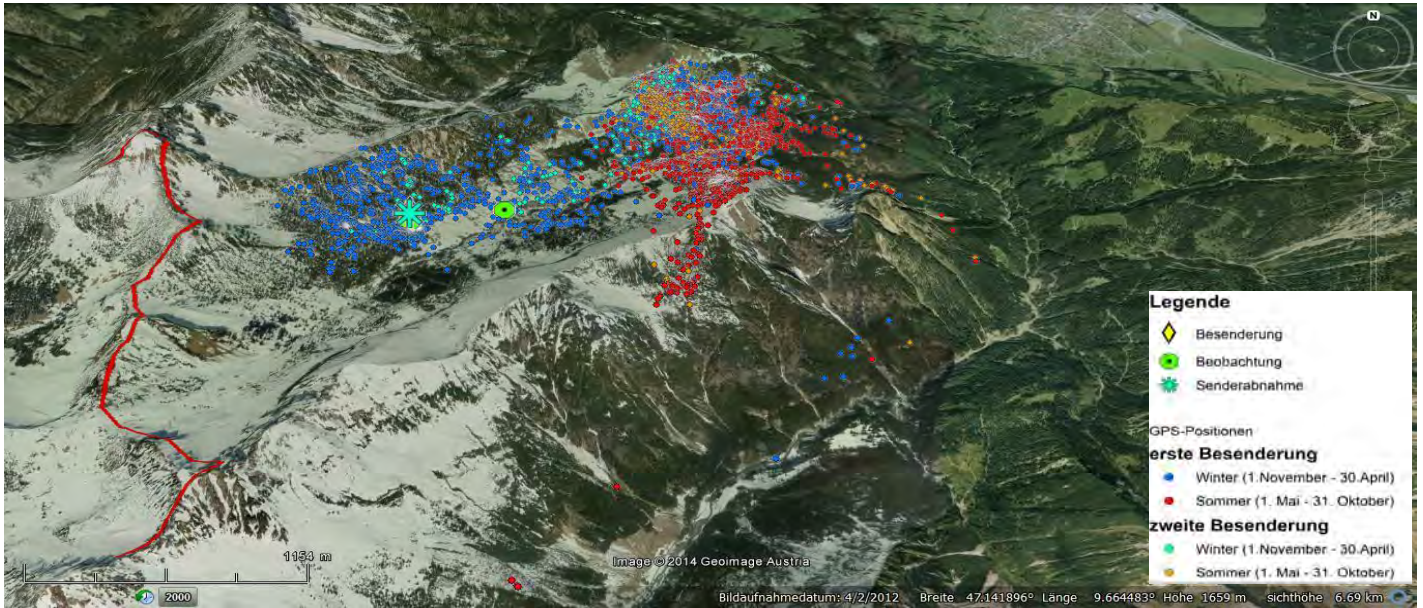 N
Legende
Besenderung
Beobachtung
Senderabnahme
GPS-Positionen
erste Besenderung
Winter (1.November - 30.April)
Sommer (1. Mai - 31. Oktober)
zweite Besenderung
Winter (1.November - 30.April)
Sommer (1. Mai - 31. Oktober)
1154 m
Image © 2014 Geoimage Austria
2000
Bildaufnahmedatum: 4/2/2012 Breite 47.141896° Länge 9.664483° Höhe 1659 m sichthöhe 6.69 km